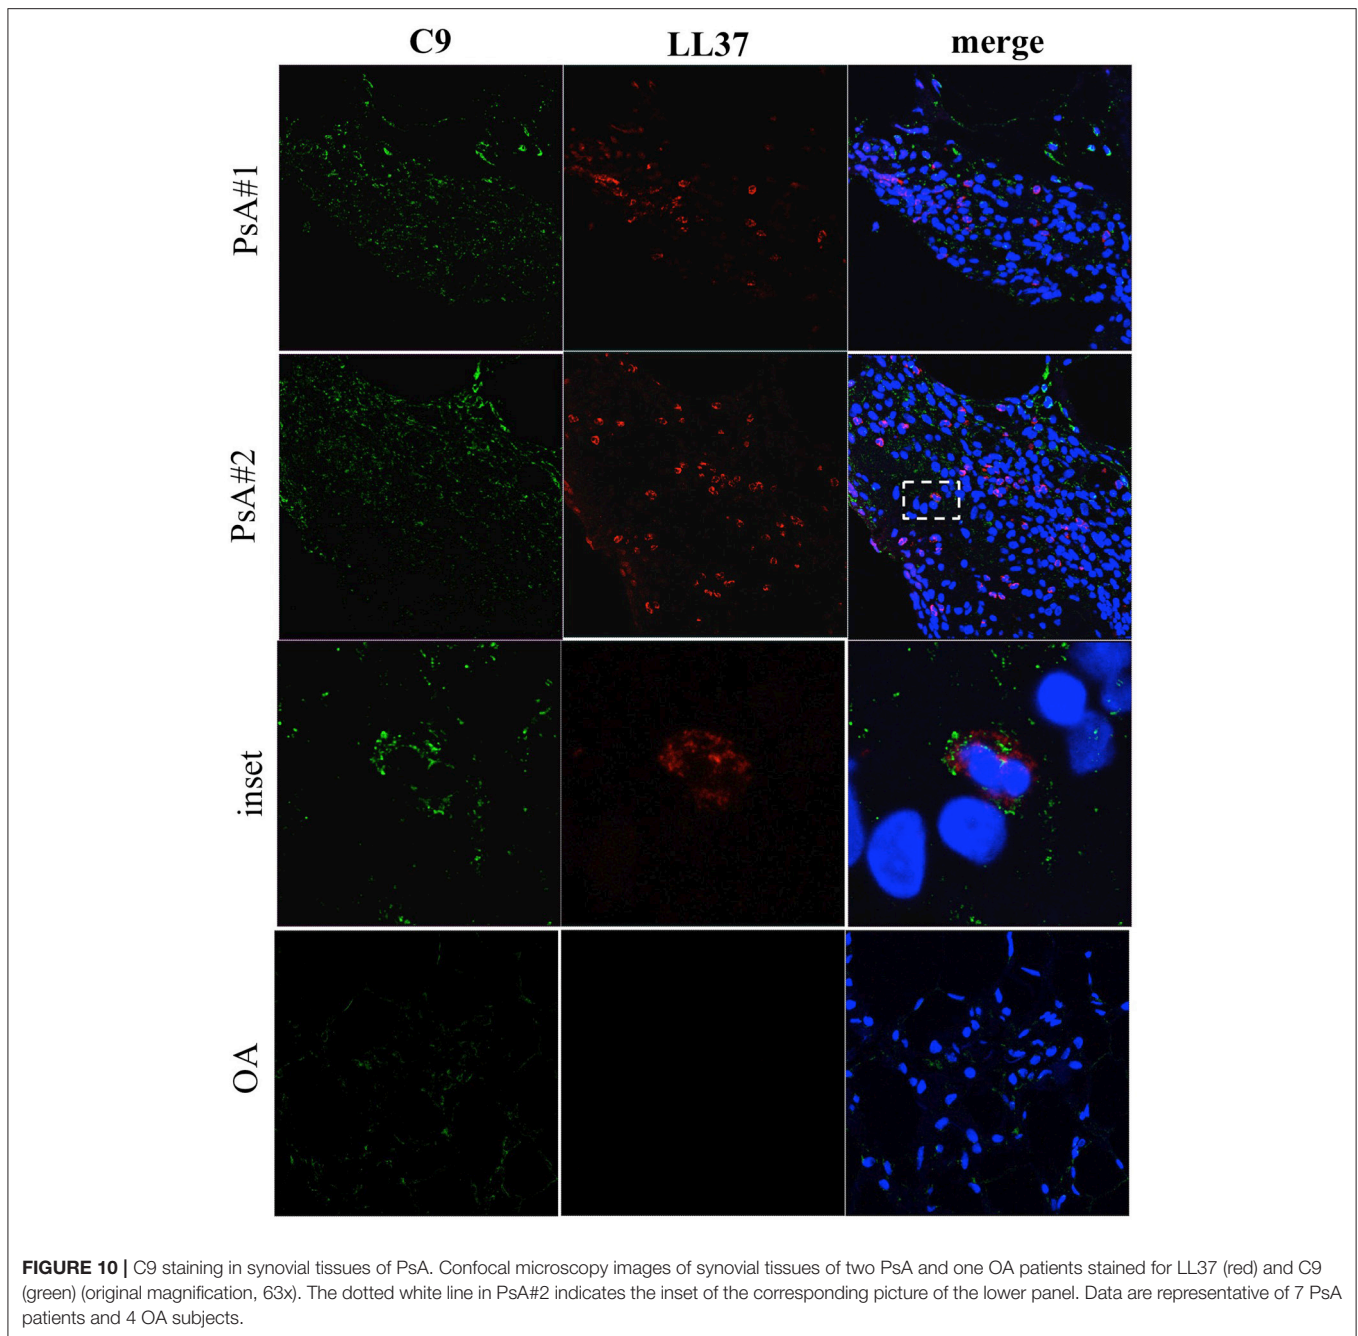 C9 LL37 merge
PsA#1
PsA#2
inset
OA
FIGURE 10 | C9 staining in synovial tissues of PsA. Confocal microscopy images of synovial tissues of two PsA and one OA patients stained for LL37 (red) and C9
(green) (original magnification, 63x). The dotted white line in PsA#2 indicates the inset of the corresponding picture of the lower panel. Data are representative of 7 PsA
patients and 4 OA subjects.